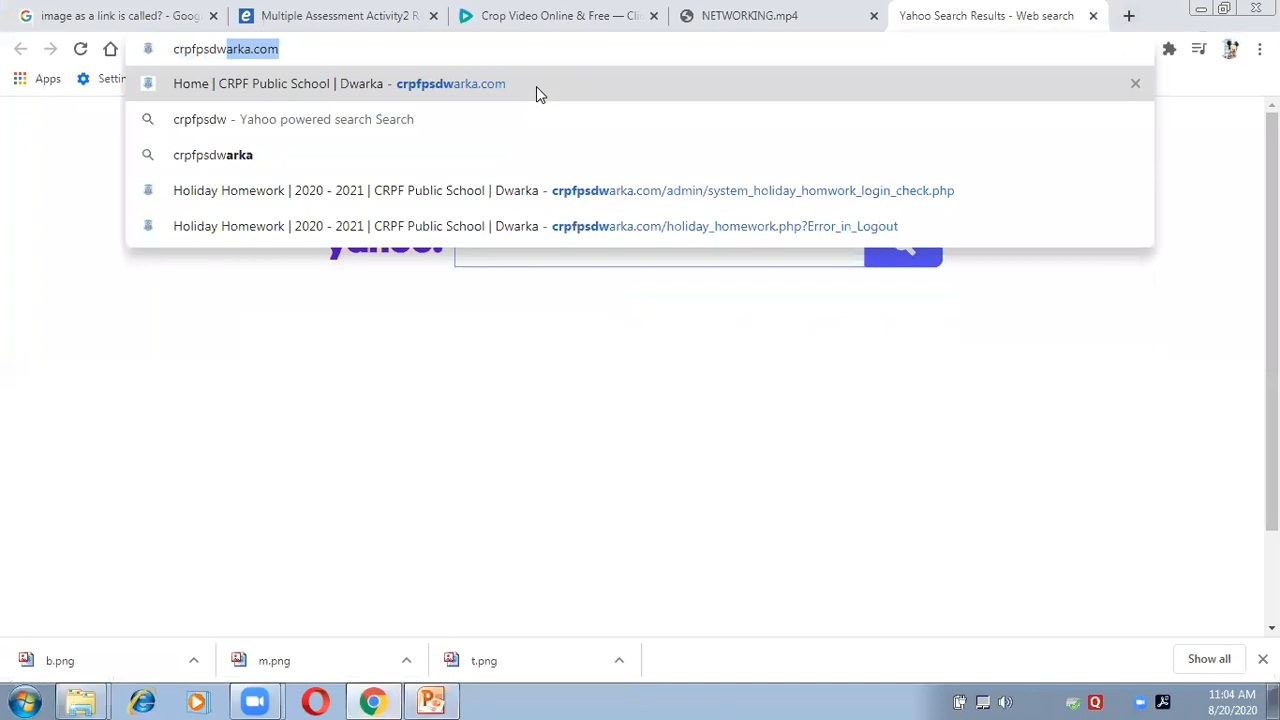 image as a link is called? - Goog
Multiple Assessment Activity2 R
Crop Video Online & Free — Cli
NETWORKING.mp4
Yahoo Search Results - Web search
crpfpsdwarka.com
Apps
Settin
Home | CRPF Public School | Dwarka - crpfpsdwarka.com
crpfpsdw - Yahoo powered search Search
crpfpsdwarka
Holiday Homework | 2020 - 2021 | CRPF Public School | Dwarka - crpfpsdwarka.com/admin/system_holiday_homwork_login_check.php
Holiday Homework | 2020 - 2021 | CRPF Public School | Dwarka - crpfpsdwarka.com/holiday_homework.php?Error_in_Logout
b.png
m.png
t.png
Show all
11:04 AM
8/20/2020